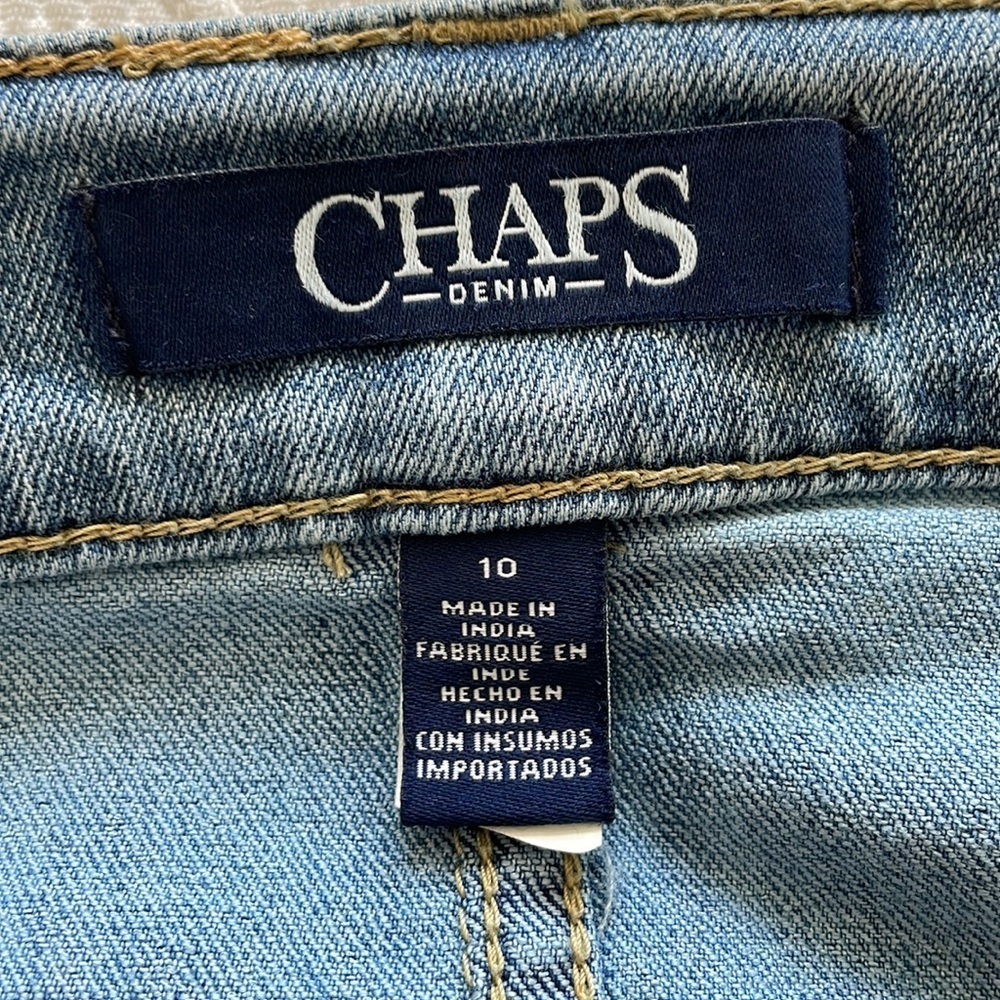 CHAPS
DENIM
10
MADE IN
INDIA
FABRIQUÉ EN
INDE
HECHO EN
INDIA
CON INSUMOS
IMPORTADOS